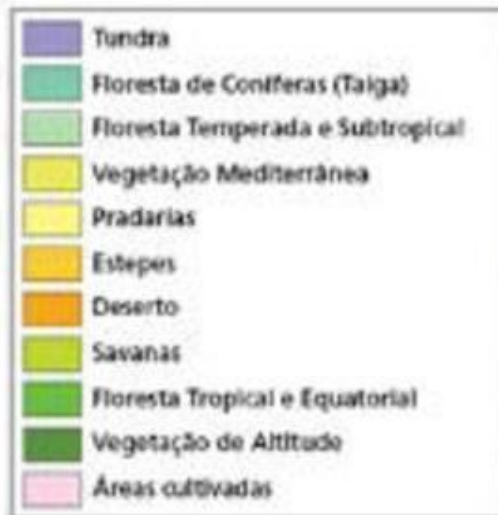 Tundra
Floresta de Coníferas (Taiga)
Floresta Temperada e Subtropical
Vegetação Mediterrânea
Pradarias
Estepes
Deserto
Savanas
Floresta Tropical e Equatorial
Vegetação de Altitude
Áreas cultivadas